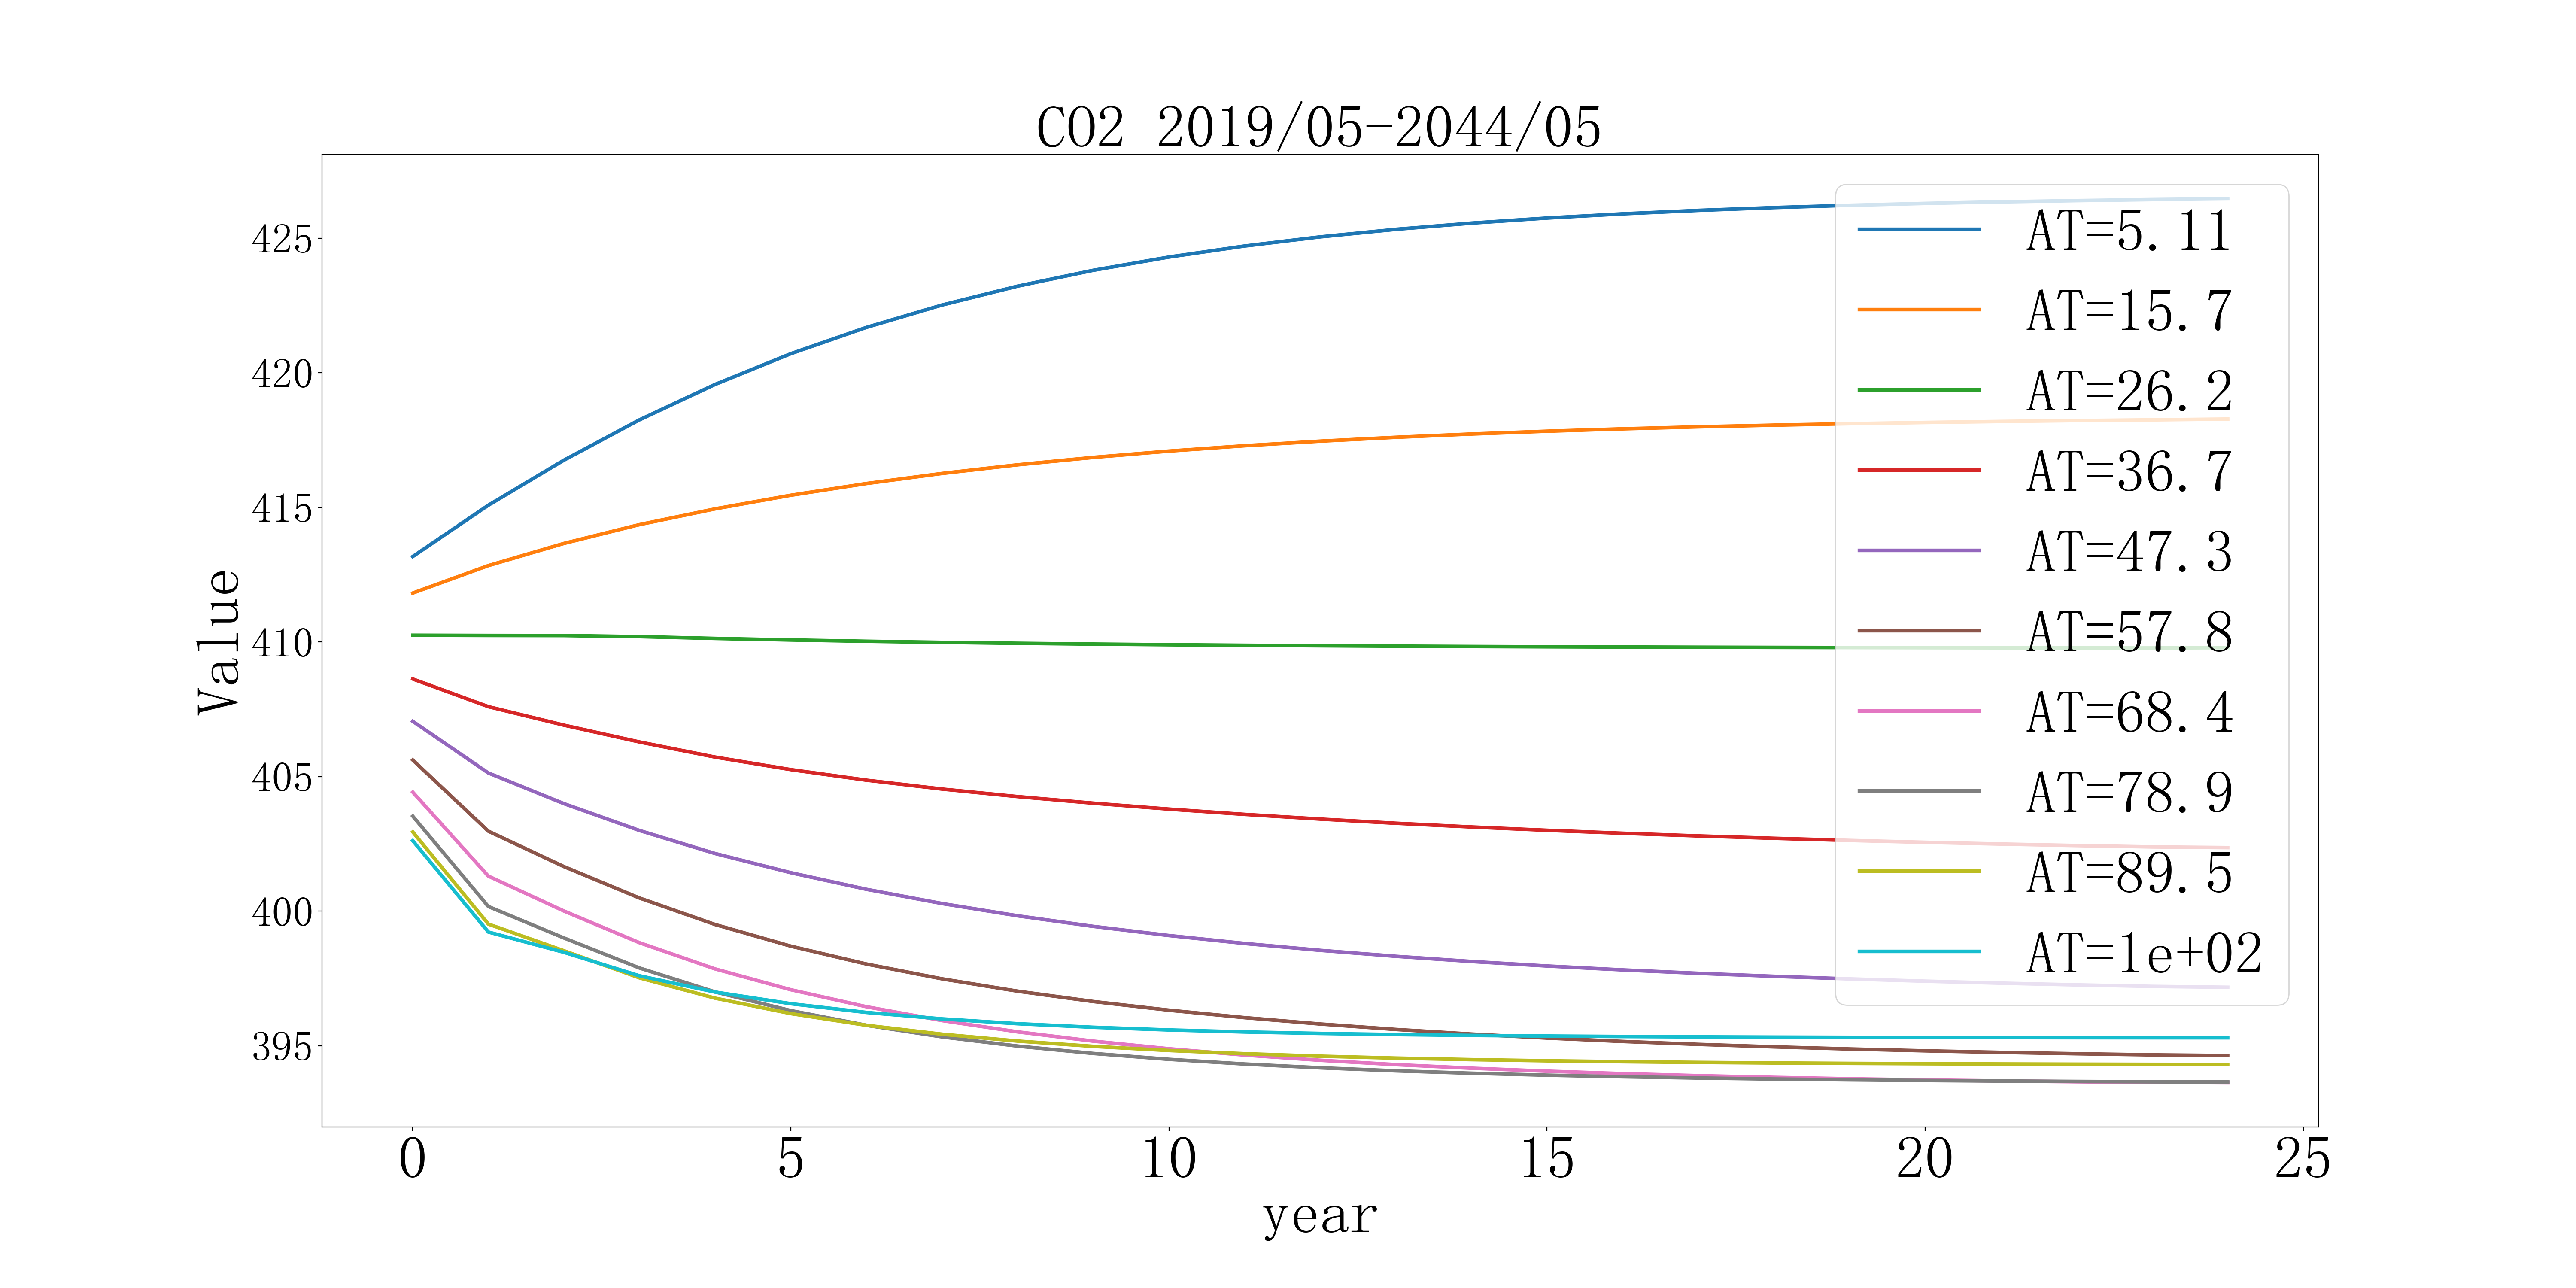 CO2 2019/05-2044/05
Value
425
420
415
410
405
400
395
0 5 10 15 20 25
year
AT=5.11
AT=15.7
AT=26.2
AT=36.7
AT=47.3
AT=57.8
AT=68.4
AT=78.9
AT=89.5
AT=1e+02